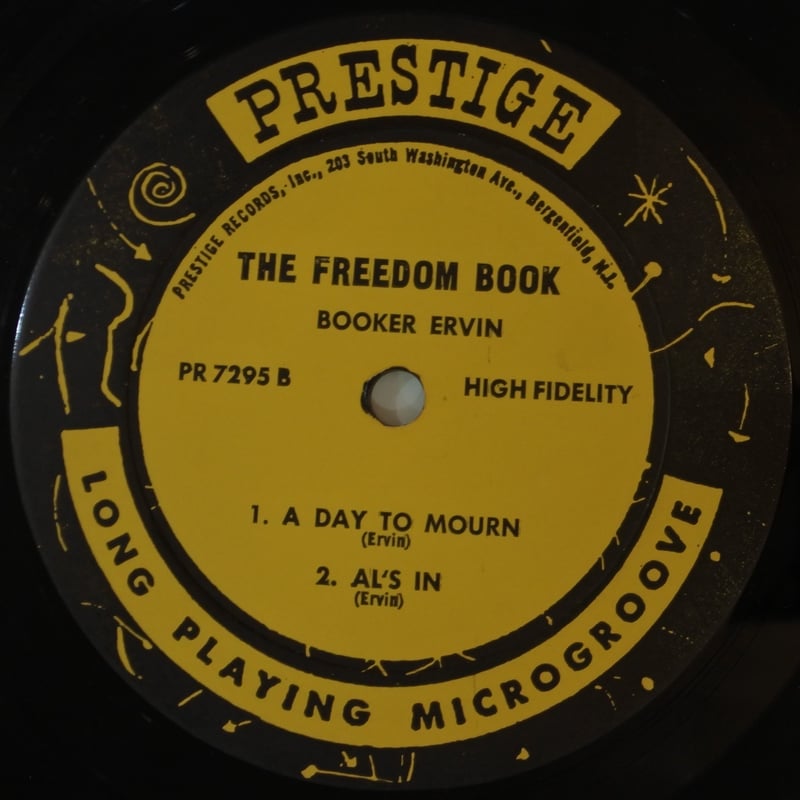 PRESTIGE
PRESTIGE RECORDS, Inc., 203 South Washington Ave., Bergenfield, N.J.
THE FREEDOM BOOK
BOOKER ERVIN
PR 7295 B
HIGH FIDELITY
1. A DAY TO MOURN
(Ervin)
2. AL'S IN
(Ervin)
LONG PLAYING MICROGROOVE